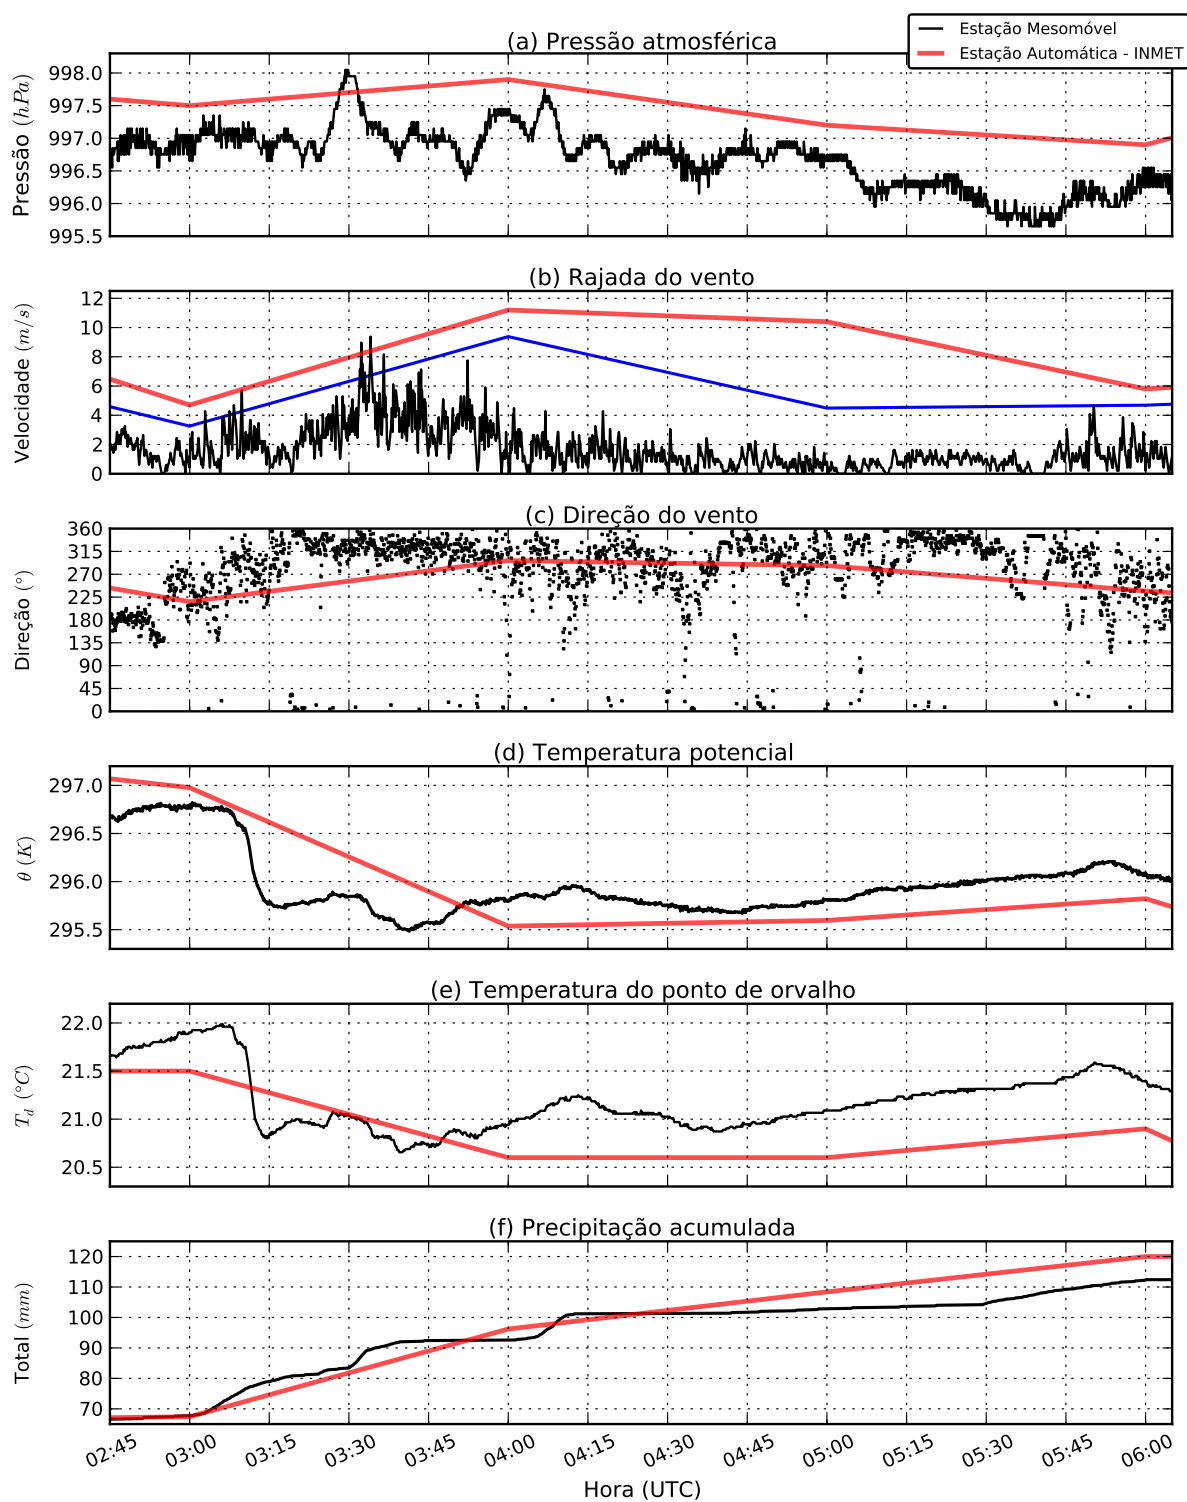 Estação Mesomóvel
Estação Automática - INMET
(a) Pressão atmosférica
Pressão (hPa)
998.0
997.5
997.0
996.5
996.0
995.5
(b) Rajada do vento
Velocidade (m/s)
12
10
8
6
4
2
0
(c) Direção do vento
Direção (°)
360
315
270
225
180
135
90
45
0
(d) Temperatura potencial
θ (K)
297.0
296.5
296.0
295.5
(e) Temperatura do ponto de orvalho
T_d (°C)
22.0
21.5
21.0
20.5
(f) Precipitação acumulada
Total (mm)
120
110
100
90
80
70
02:45 03:00 03:15 03:30 03:45 04:00 04:15 04:30 04:45 05:00 05:15 05:30 05:45 06:00
Hora (UTC)